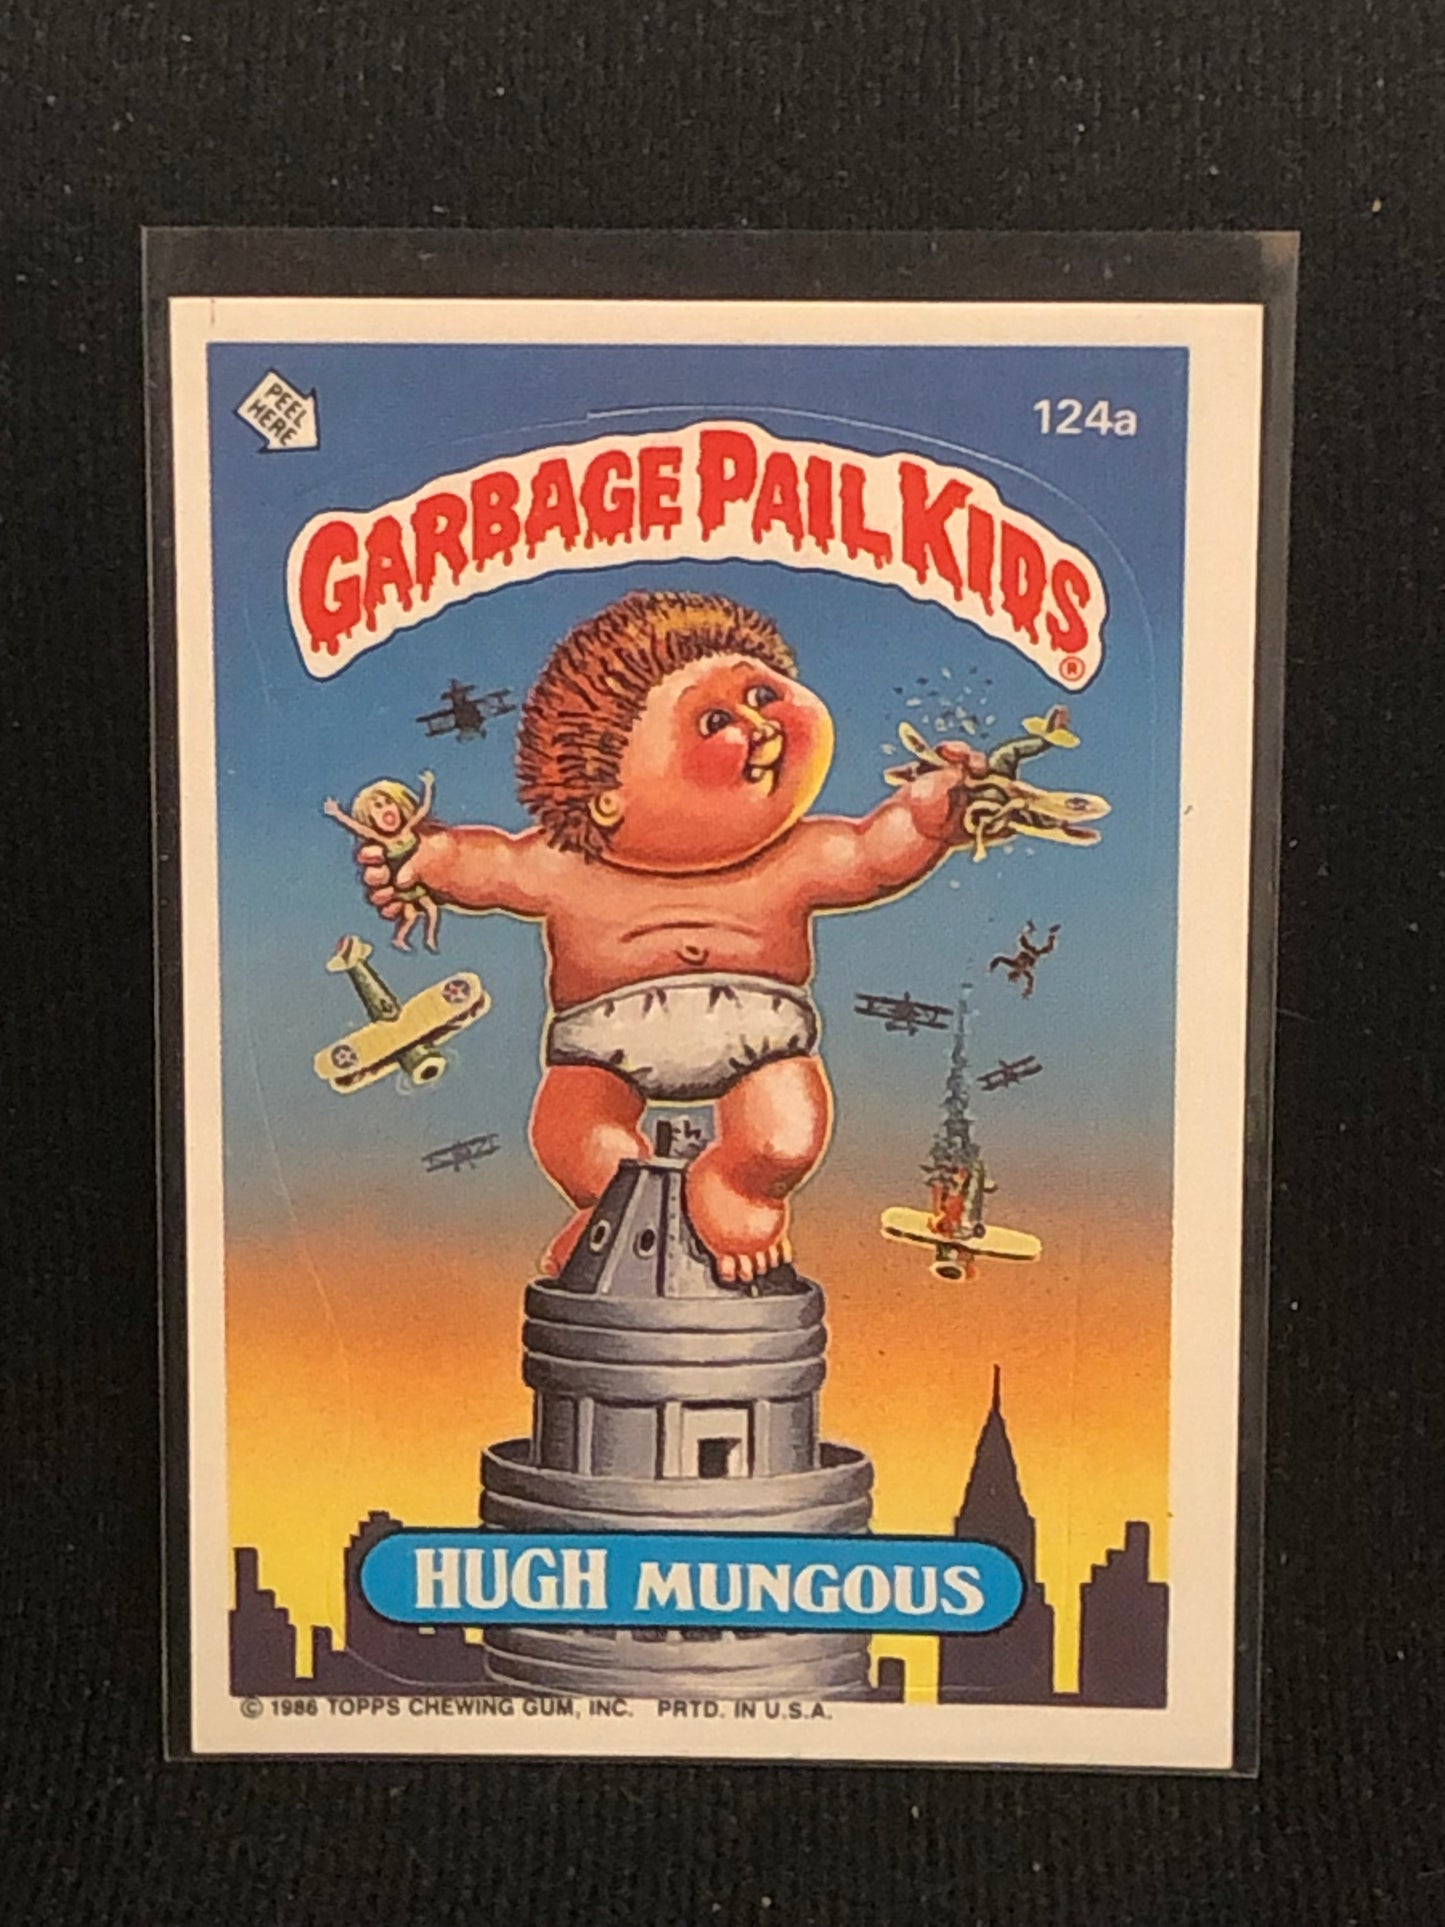 PEEL
HERE
124a
GARBAGE PAIL KIDS
®
HUGH MUNGOUS
© 1986 TOPPS CHEWING GUM, INC. PRTD. IN U.S.A.